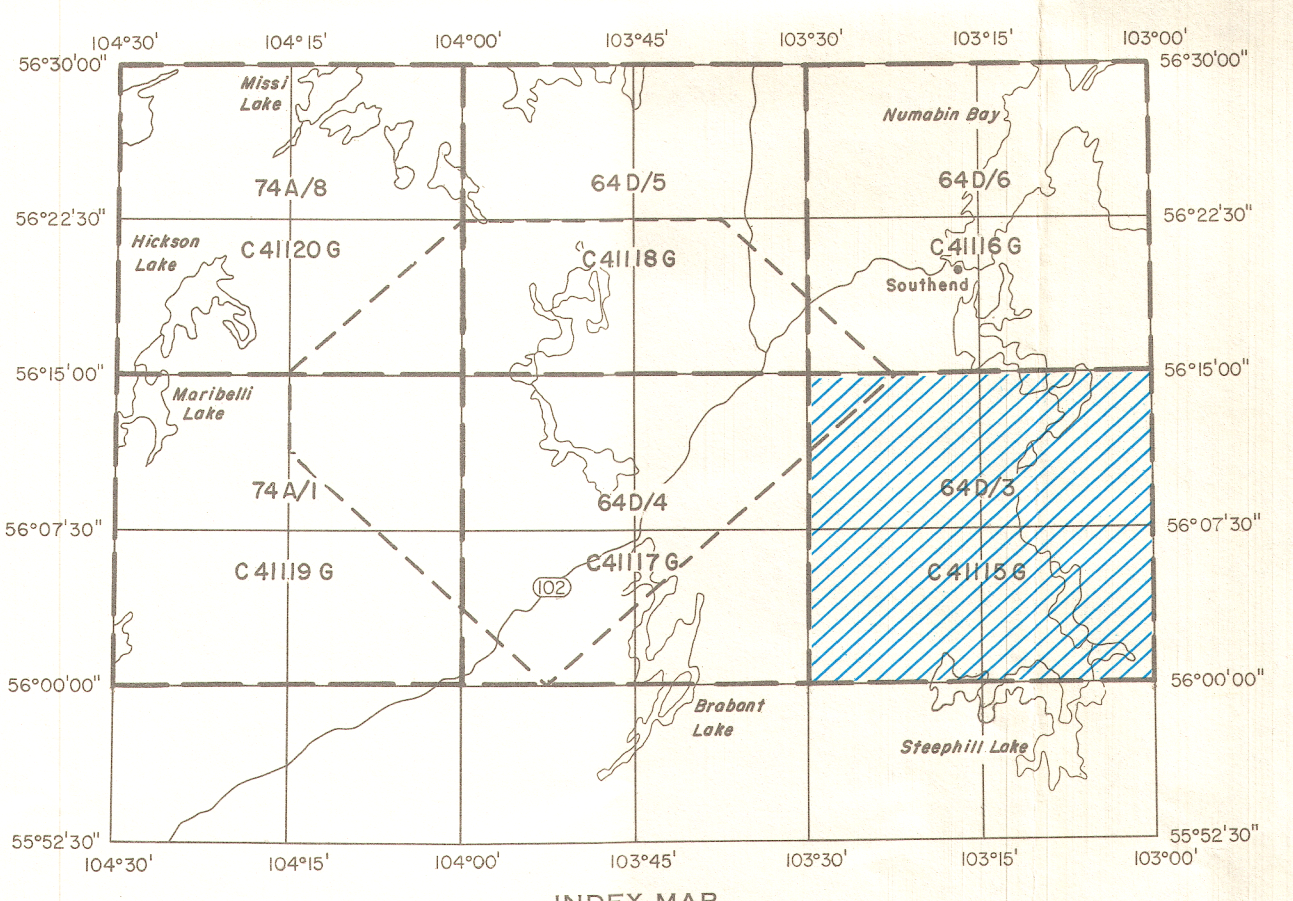 104°30' 104°15' 104°00' 103°45' 103°30' 103°15' 103°00'
56°30'00" 56°30'00"
Missi
Lake
Numabin Bay
74A/8 64D/5 64D/6
56°22'30" 56°22'30"
Hickson
Lake
C41120G C41118G C41116G
Southend
56°15'00" 56°15'00"
Maribelli
Lake
74A/1 64D/4 64D/3
56°07'30" 56°07'30"
C41119G C41117G C41115G
102
56°00'00" 56°00'00"
Brabant
Lake
Steephill Lake
55°52'30" 55°52'30"
104°30' 104°15' 104°00' 103°45' 103°30' 103°15' 103°00'
INDEX MAP